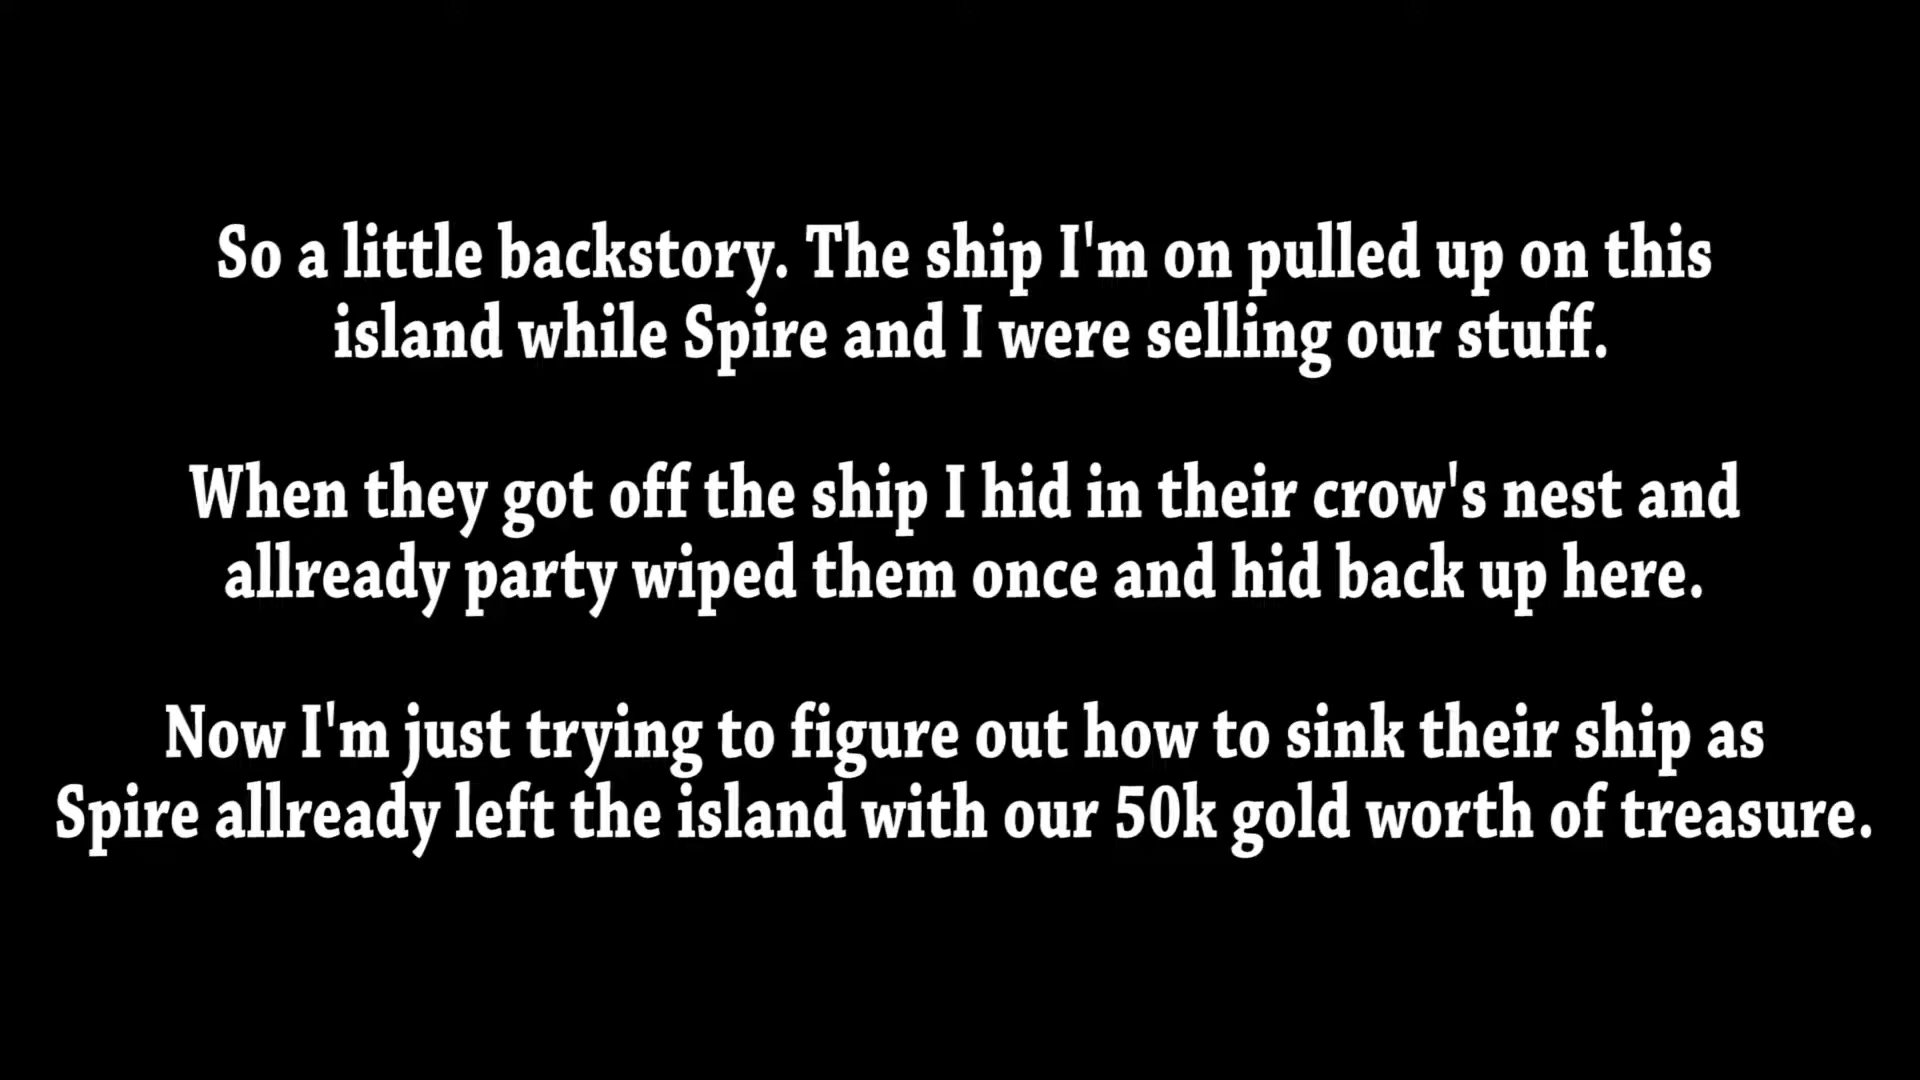 So a little backstory. The ship I'm on pulled up on this
island while Spire and I were selling our stuff.
When they got off the ship I hid in their crow's nest and
allready party wiped them once and hid back up here.
Now I'm just trying to figure out how to sink their ship as
Spire allready left the island with our 50k gold worth of treasure.